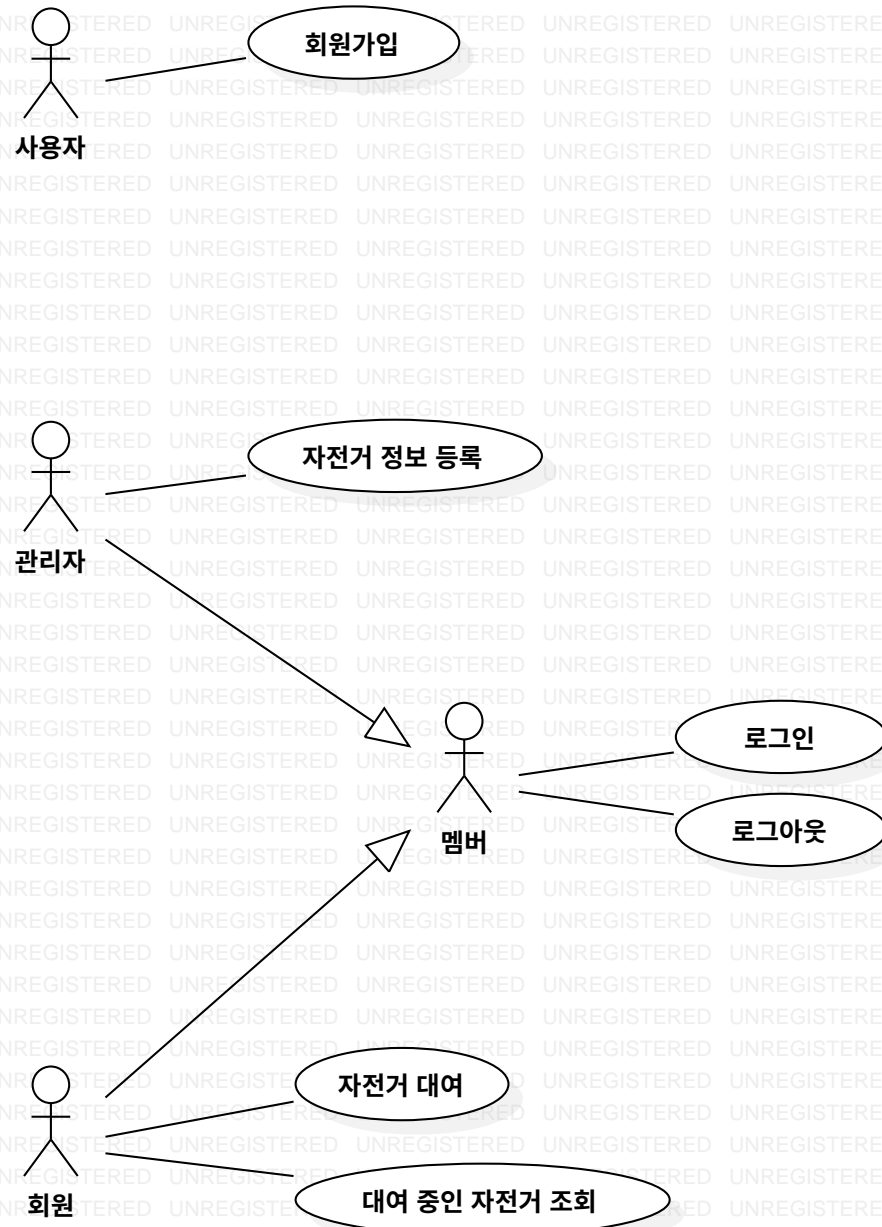 회원가입
사용자
자전거 정보 등록
관리자
로그인
멤버
로그아웃
자전거 대여
회원
대여 중인 자전거 조회